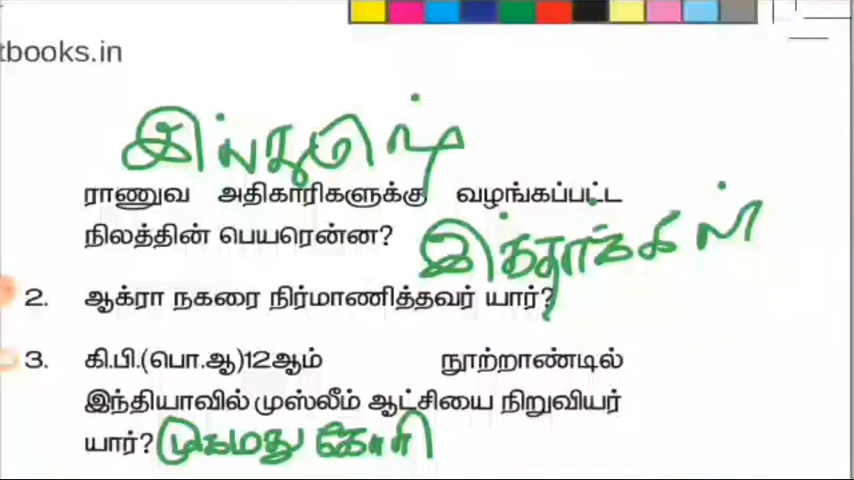 tbooks.in
இல்துமிஷ்
ராணுவ அதிகாரிகளுக்கு வழங்கப்பட்ட
நிலத்தின் பெயரென்ன? இக்தாக்கள்
2. ஆக்ரா நகரை நிர்மாணித்தவர் யார்?
3. கி.பி.(பொ.ஆ)12ஆம் நூற்றாண்டில்
இந்தியாவில் முஸ்லீம் ஆட்சியை நிறுவியர்
யார்? முகமது கோரி